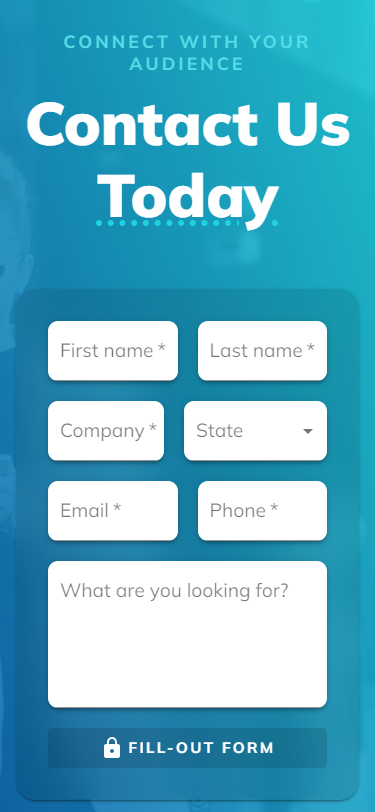 CONNECT WITH YOUR
AUDIENCE
Contact Us
Today
First name *
Last name *
Company *
State
Email *
Phone *
What are you looking for?
FILL-OUT FORM